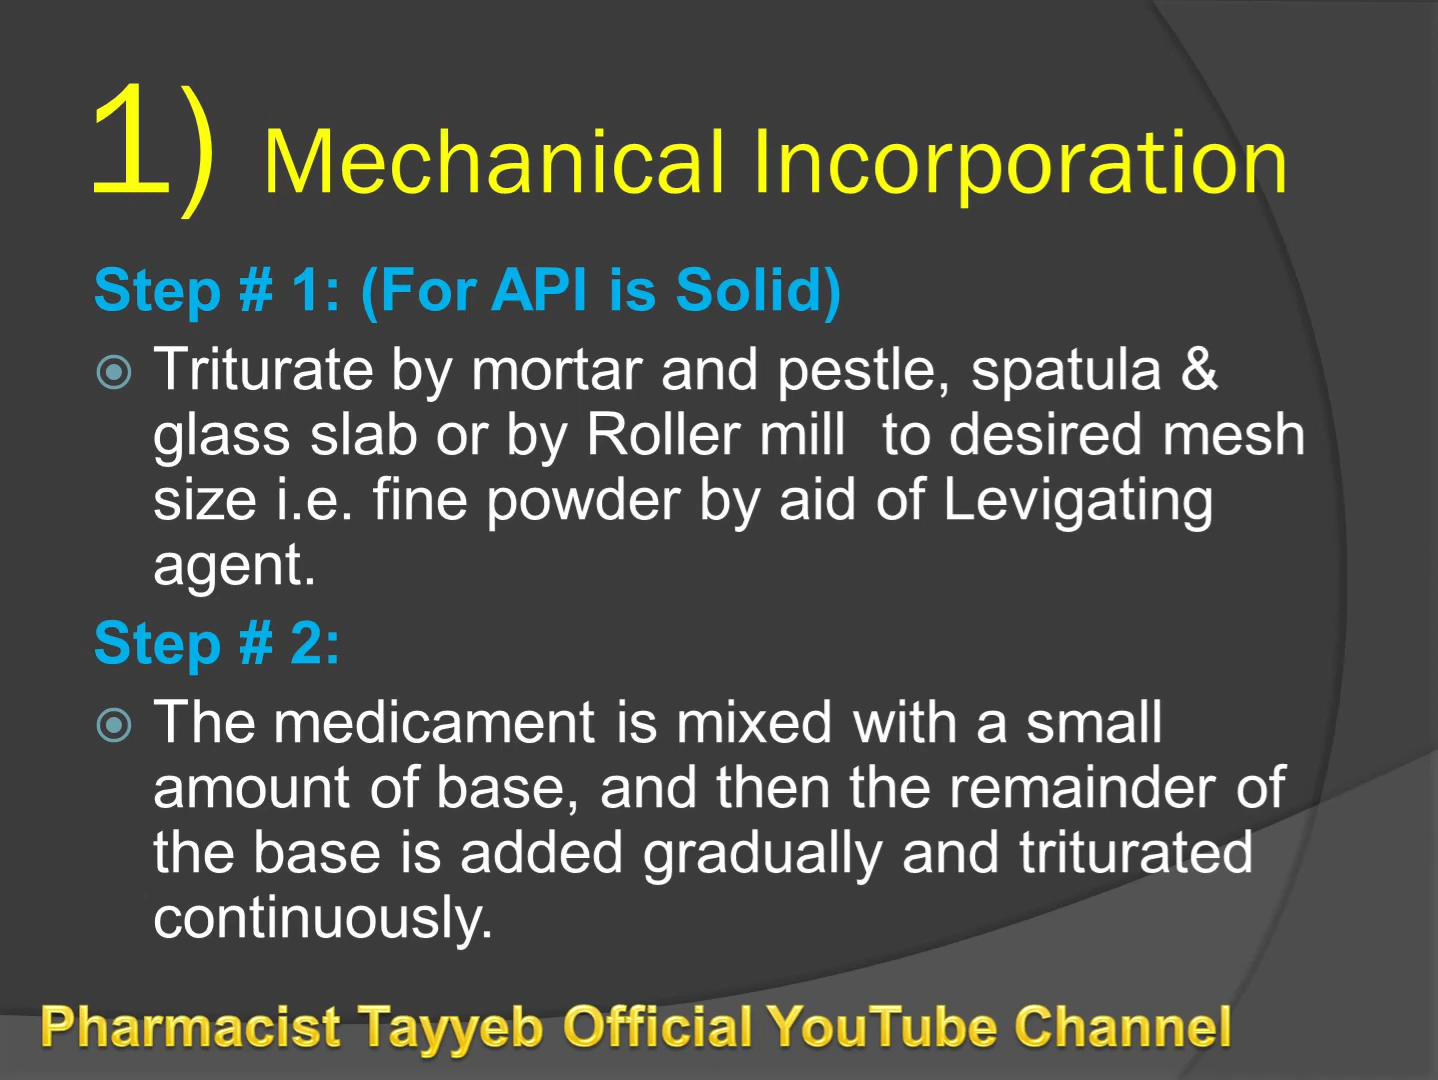 1) Mechanical Incorporation
Step # 1: (For API is Solid)
Triturate by mortar and pestle, spatula &
glass slab or by Roller mill  to desired mesh
size i.e. fine powder by aid of Levigating
agent.
Step # 2:
The medicament is mixed with a small
amount of base, and then the remainder of
the base is added gradually and triturated
continuously.
Pharmacist Tayyeb Official YouTube Channel